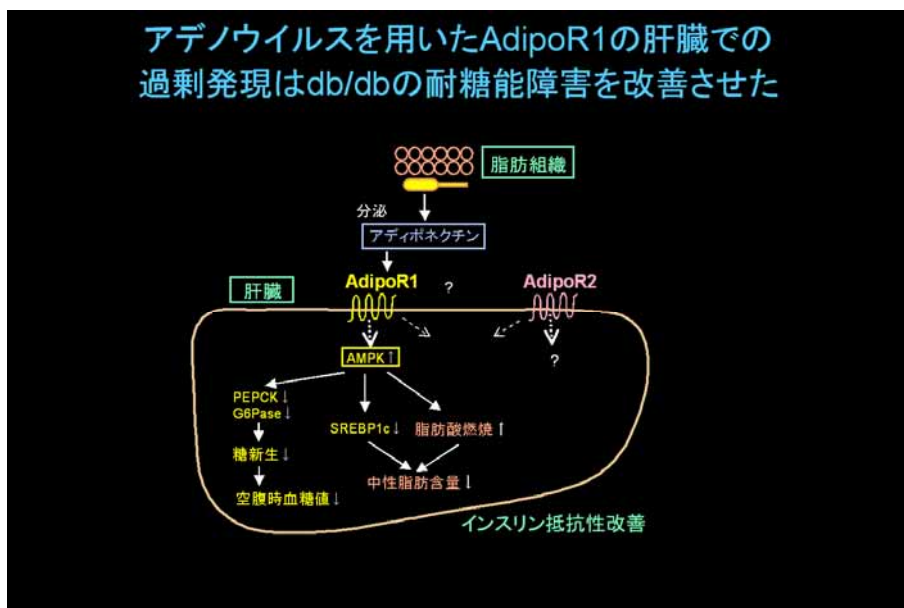 アデノウイルスを用いたAdipoR1の肝臓での
過剰発現はdb/dbの耐糖能障害を改善させた
脂肪組織
分泌
アディポネクチン
肝臓
AdipoR1
?
AdipoR2
AMPK↑
?
PEPCK↓
G6Pase↓
SREBP1c↓
脂肪酸燃焼↑
糖新生↓
中性脂肪含量↓
空腹時血糖値↓
インスリン抵抗性改善